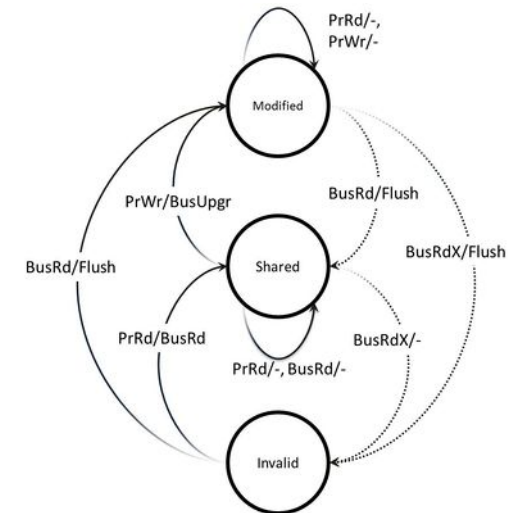 PrRd/-,
PrWr/-
Modified
PrWr/BusUpgr
BusRd/Flush
BusRd/Flush
Shared
BusRdX/Flush
PrRd/BusRd
BusRdX/-
PrRd/-, BusRd/-
Invalid